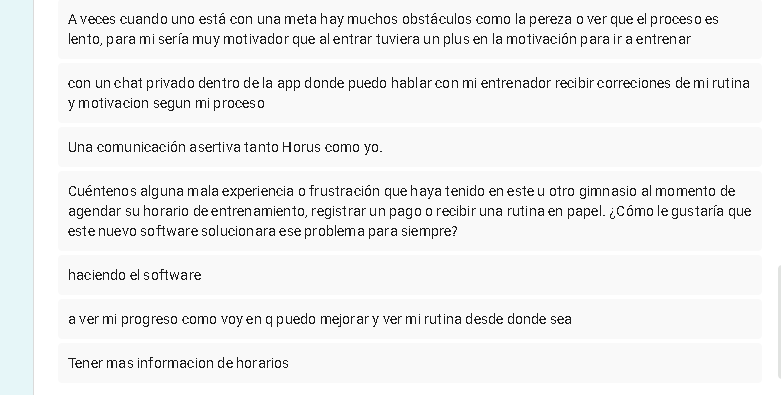 A veces cuando uno está con una meta hay muchos obstáculos como la pereza o ver que el proceso es
lento, para mi sería muy motivador que al entrar tuviera un plus en la motivación para ir a entrenar
con un chat privado dentro de la app donde puedo hablar con mi entrenador recibir correciones de mi rutina
y motivacion segun mi proceso
Una comunicación asertiva tanto Horus como yo.
Cuéntenos alguna mala experiencia o frustración que haya tenido en este u otro gimnasio al momento de
agendar su horario de entrenamiento, registrar un pago o recibir una rutina en papel. ¿Cómo le gustaría que
este nuevo software solucionara ese problema para siempre?
haciendo el software
a ver mi progreso como voy en q puedo mejorar y ver mi rutina desde donde sea
Tener mas informacion de horarios